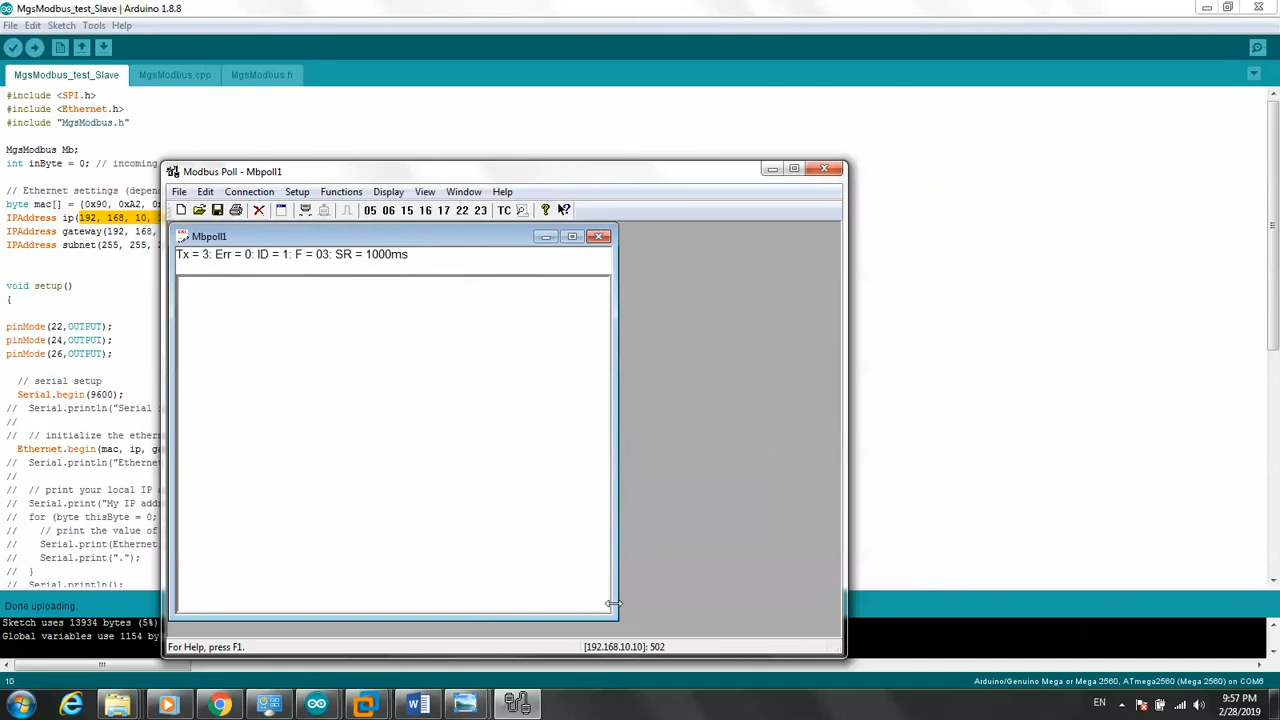 MgsModbus_test_Slave | Arduino 1.8.8
File Edit Sketch Tools Help
MgsModbus_test_Slave MgsModbus.cpp MgsModbus.h
#include <SPI.h>
#include <Ethernet.h>
#include "MgsModbus.h"
MgsModbus Mb;
int inByte = 0; // incoming
// Ethernet settings (depen
byte mac[] = {0x90, 0xA2, 0
IPAddress ip(192, 168, 10, 1
IPAddress gateway(192, 168,
IPAddress subnet(255, 255, 2
void setup()
{
pinMode(22,OUTPUT);
pinMode(24,OUTPUT);
pinMode(26,OUTPUT);
// serial setup
Serial.begin(9600);
// Serial.println("Serial i
//
// // initialize the ethern
Ethernet.begin(mac, ip, ga
// Serial.println("Ethernet
//
// // print your local IP a
// Serial.print("My IP addr
// for (byte thisByte = 0;
// // print the value of
// Serial.print(Ethernet
// Serial.print(".");
// }
// Serial.println();
Modbus Poll - Mbpoll1
File Edit Connection Setup Functions Display View Window Help
05 06 15 16 17 22 23 TC
Mbpoll1
Tx = 3: Err = 0: ID = 1: F = 03: SR = 1000ms
For Help, press F1. [192.168.10.10]: 502
Done uploading.
Sketch uses 13934 bytes (5%)
Global variables use 1154 by
10 Arduino/Genuino Mega or Mega 2560, ATmega2560 (Mega 2560) on COM6
EN 9:57 PM
2/28/2019